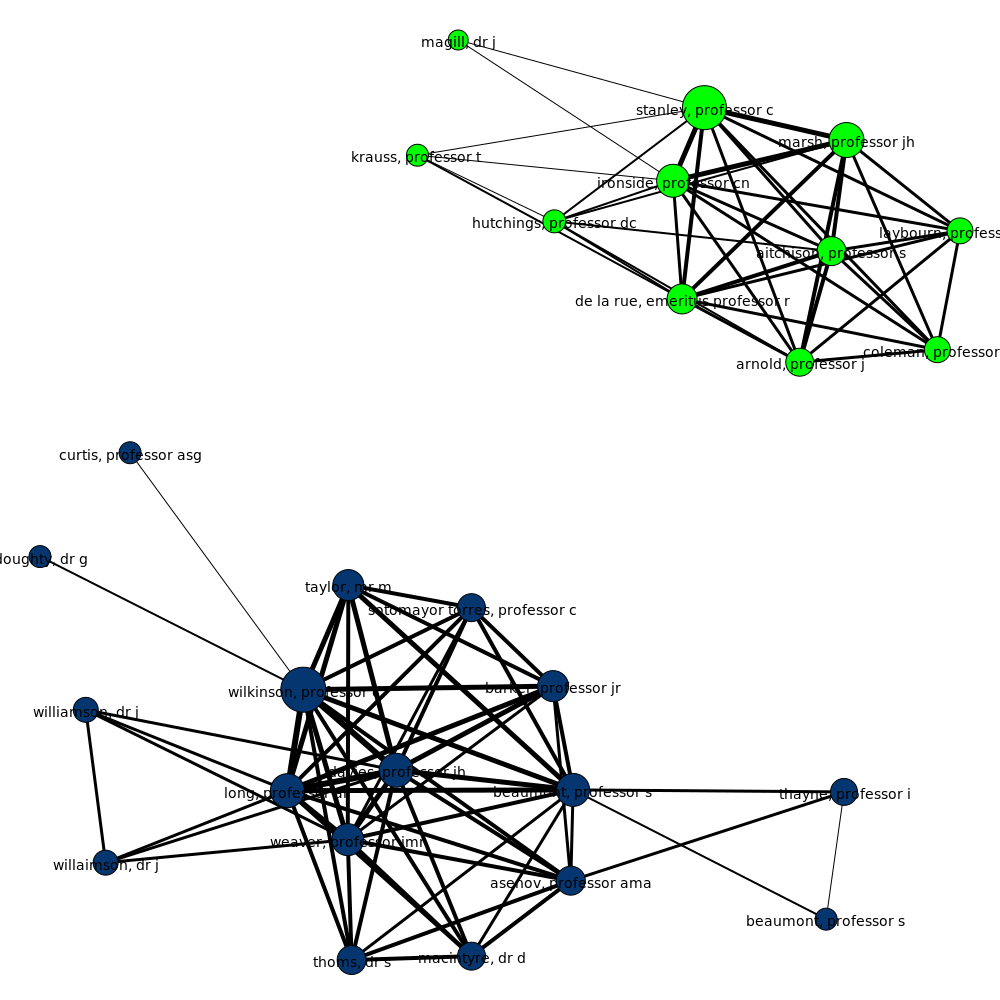 magill, dr j
stanley, professor c
marsh, professor jh
krauss, professor t
ironside, professor cn
hutchings, professor dc
laybourn, profess
aitchison, professor s
de la rue, emeritus professor r
coleman, professor
arnold, professor j
curtis, professor asg
doughty, dr g
taylor, mr m
sotomayor torres, professor c
wilkinson, professor
barker, professor jr
williamson, dr j
professor jh
long, professor
beaumont, professor s
thayne, professor i
weaver, professor jmr
willaimson, dr j
asenov, professor ama
beaumont, professor s
thoms, dr s
macintyre, dr d